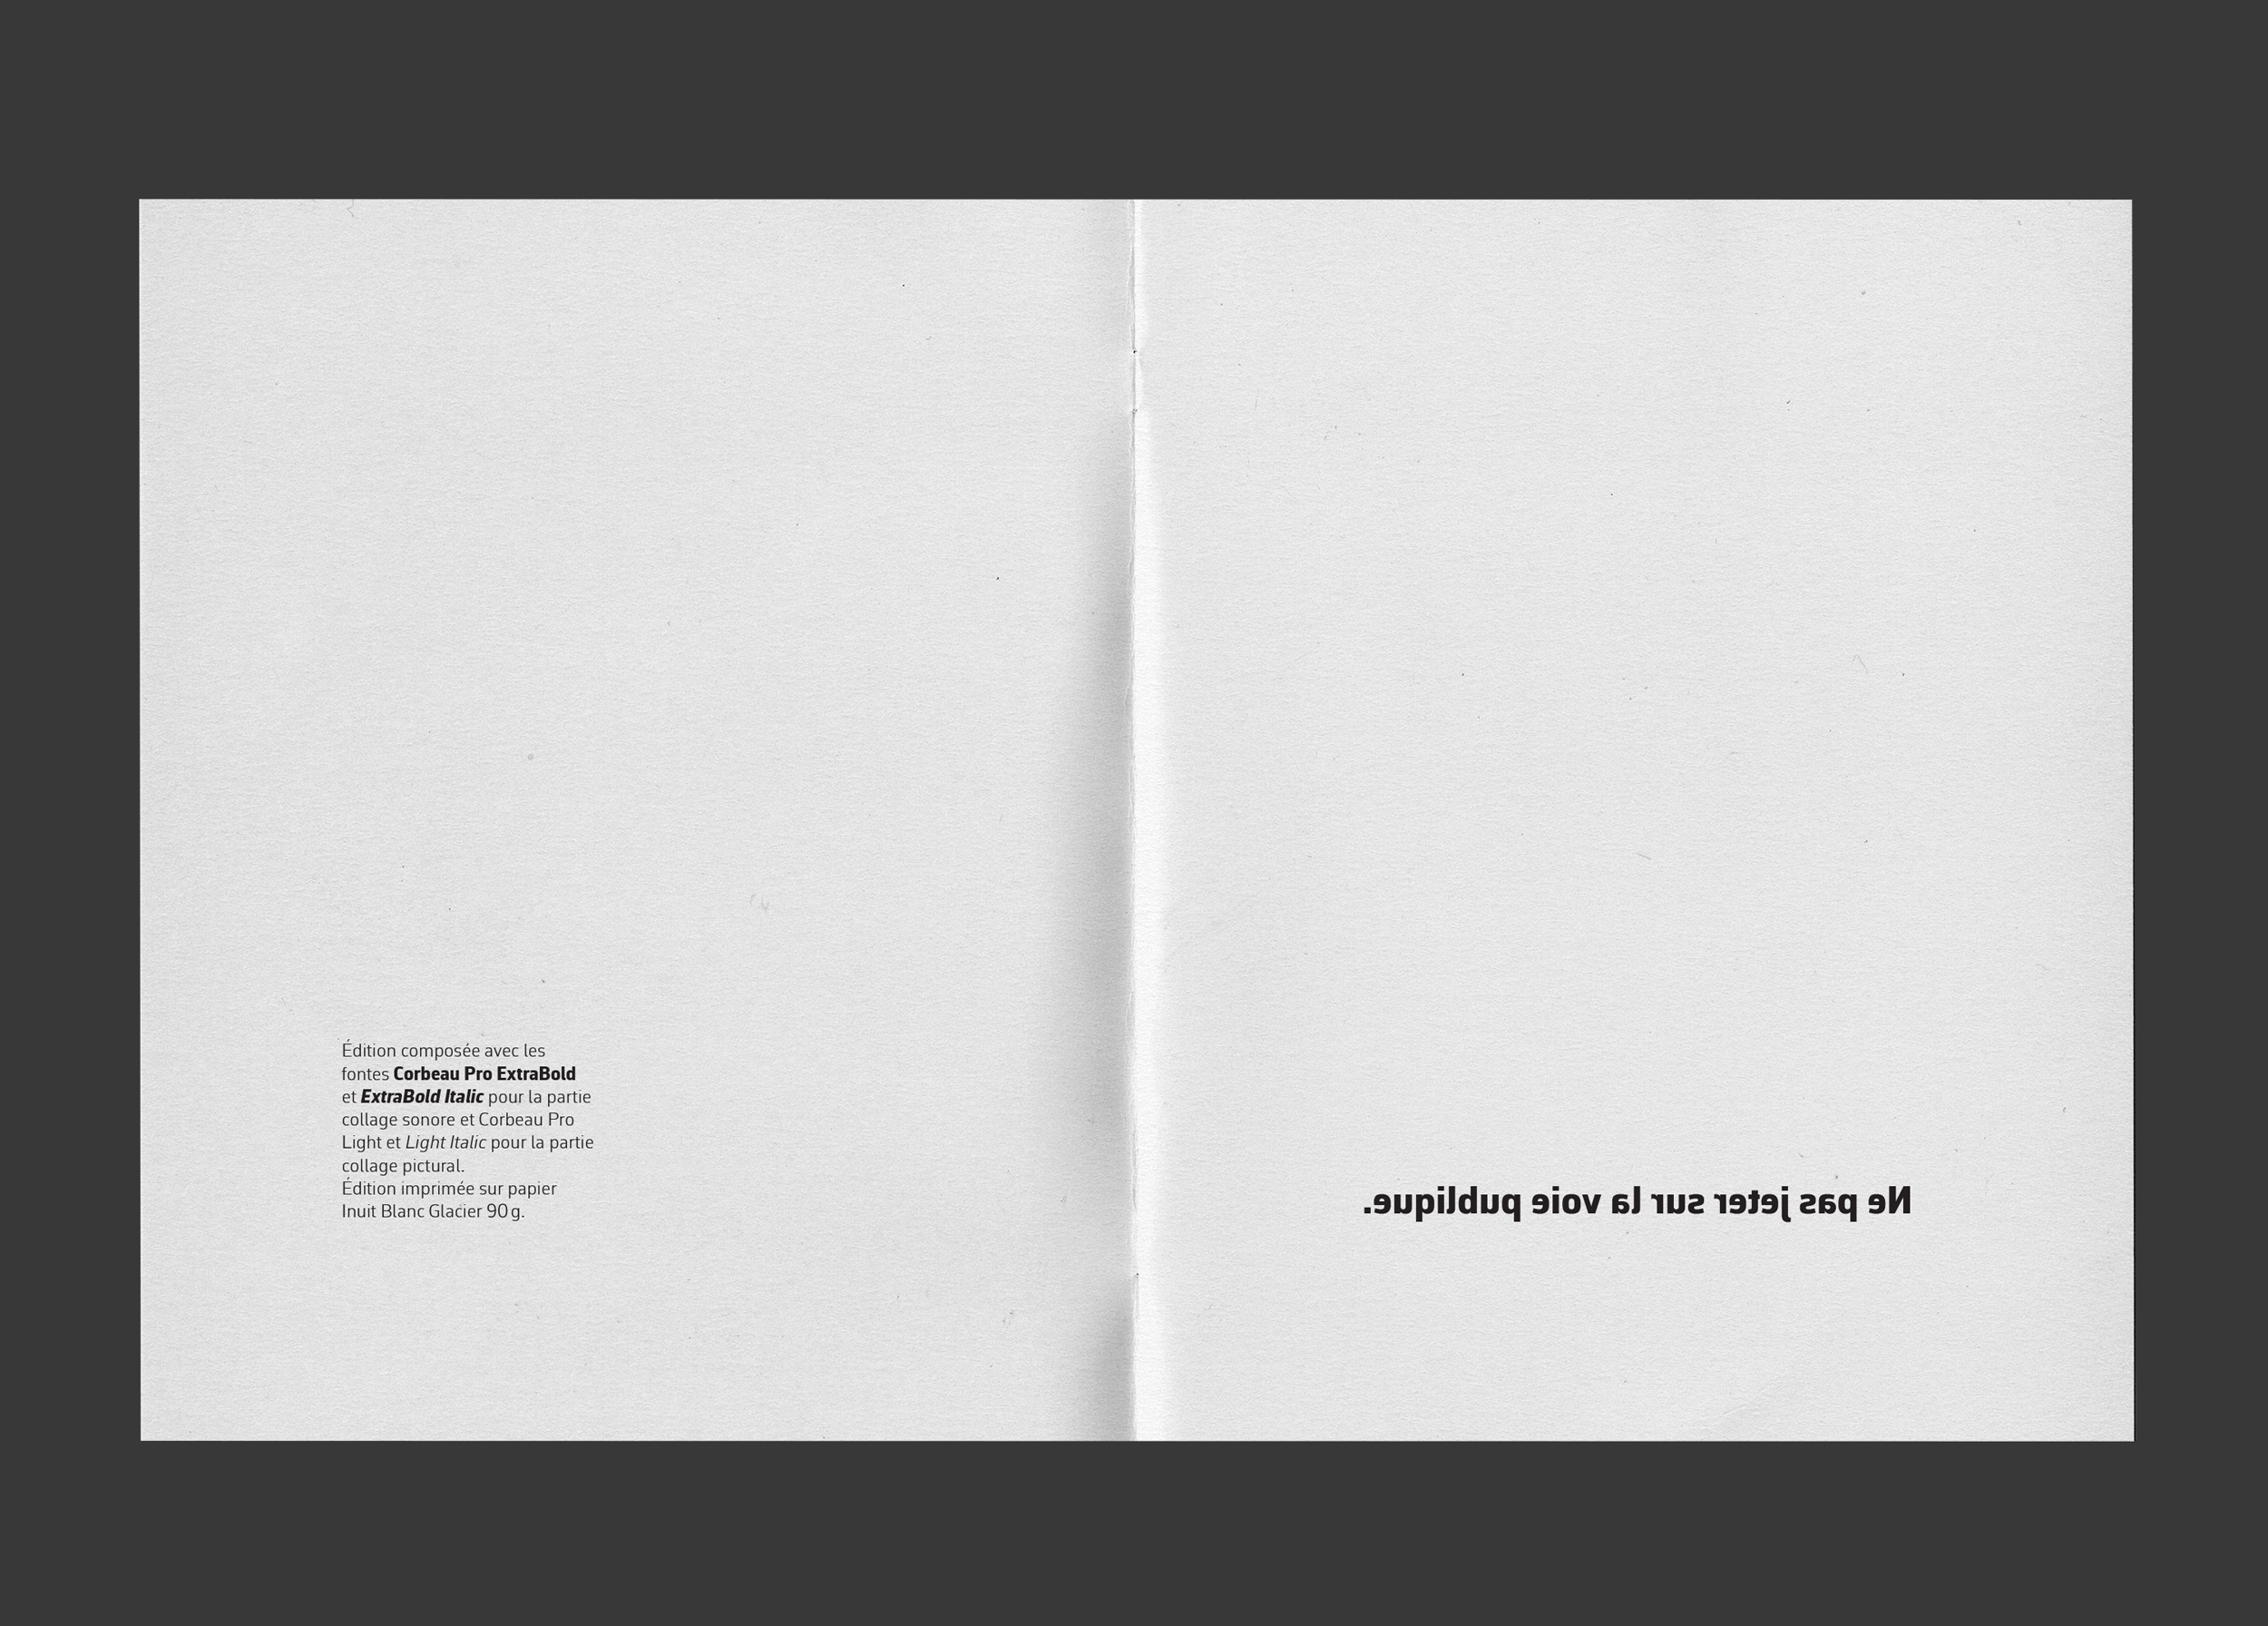 Édition composée avec les
fontes Corbeau Pro ExtraBold
et ExtraBold Italic pour la partie
collage sonore et Corbeau Pro
Light et Light Italic pour la partie
collage pictural.
Édition imprimée sur papier
Inuit Blanc Glacier 90 g.
Ne pas jeter sur la voie publique.